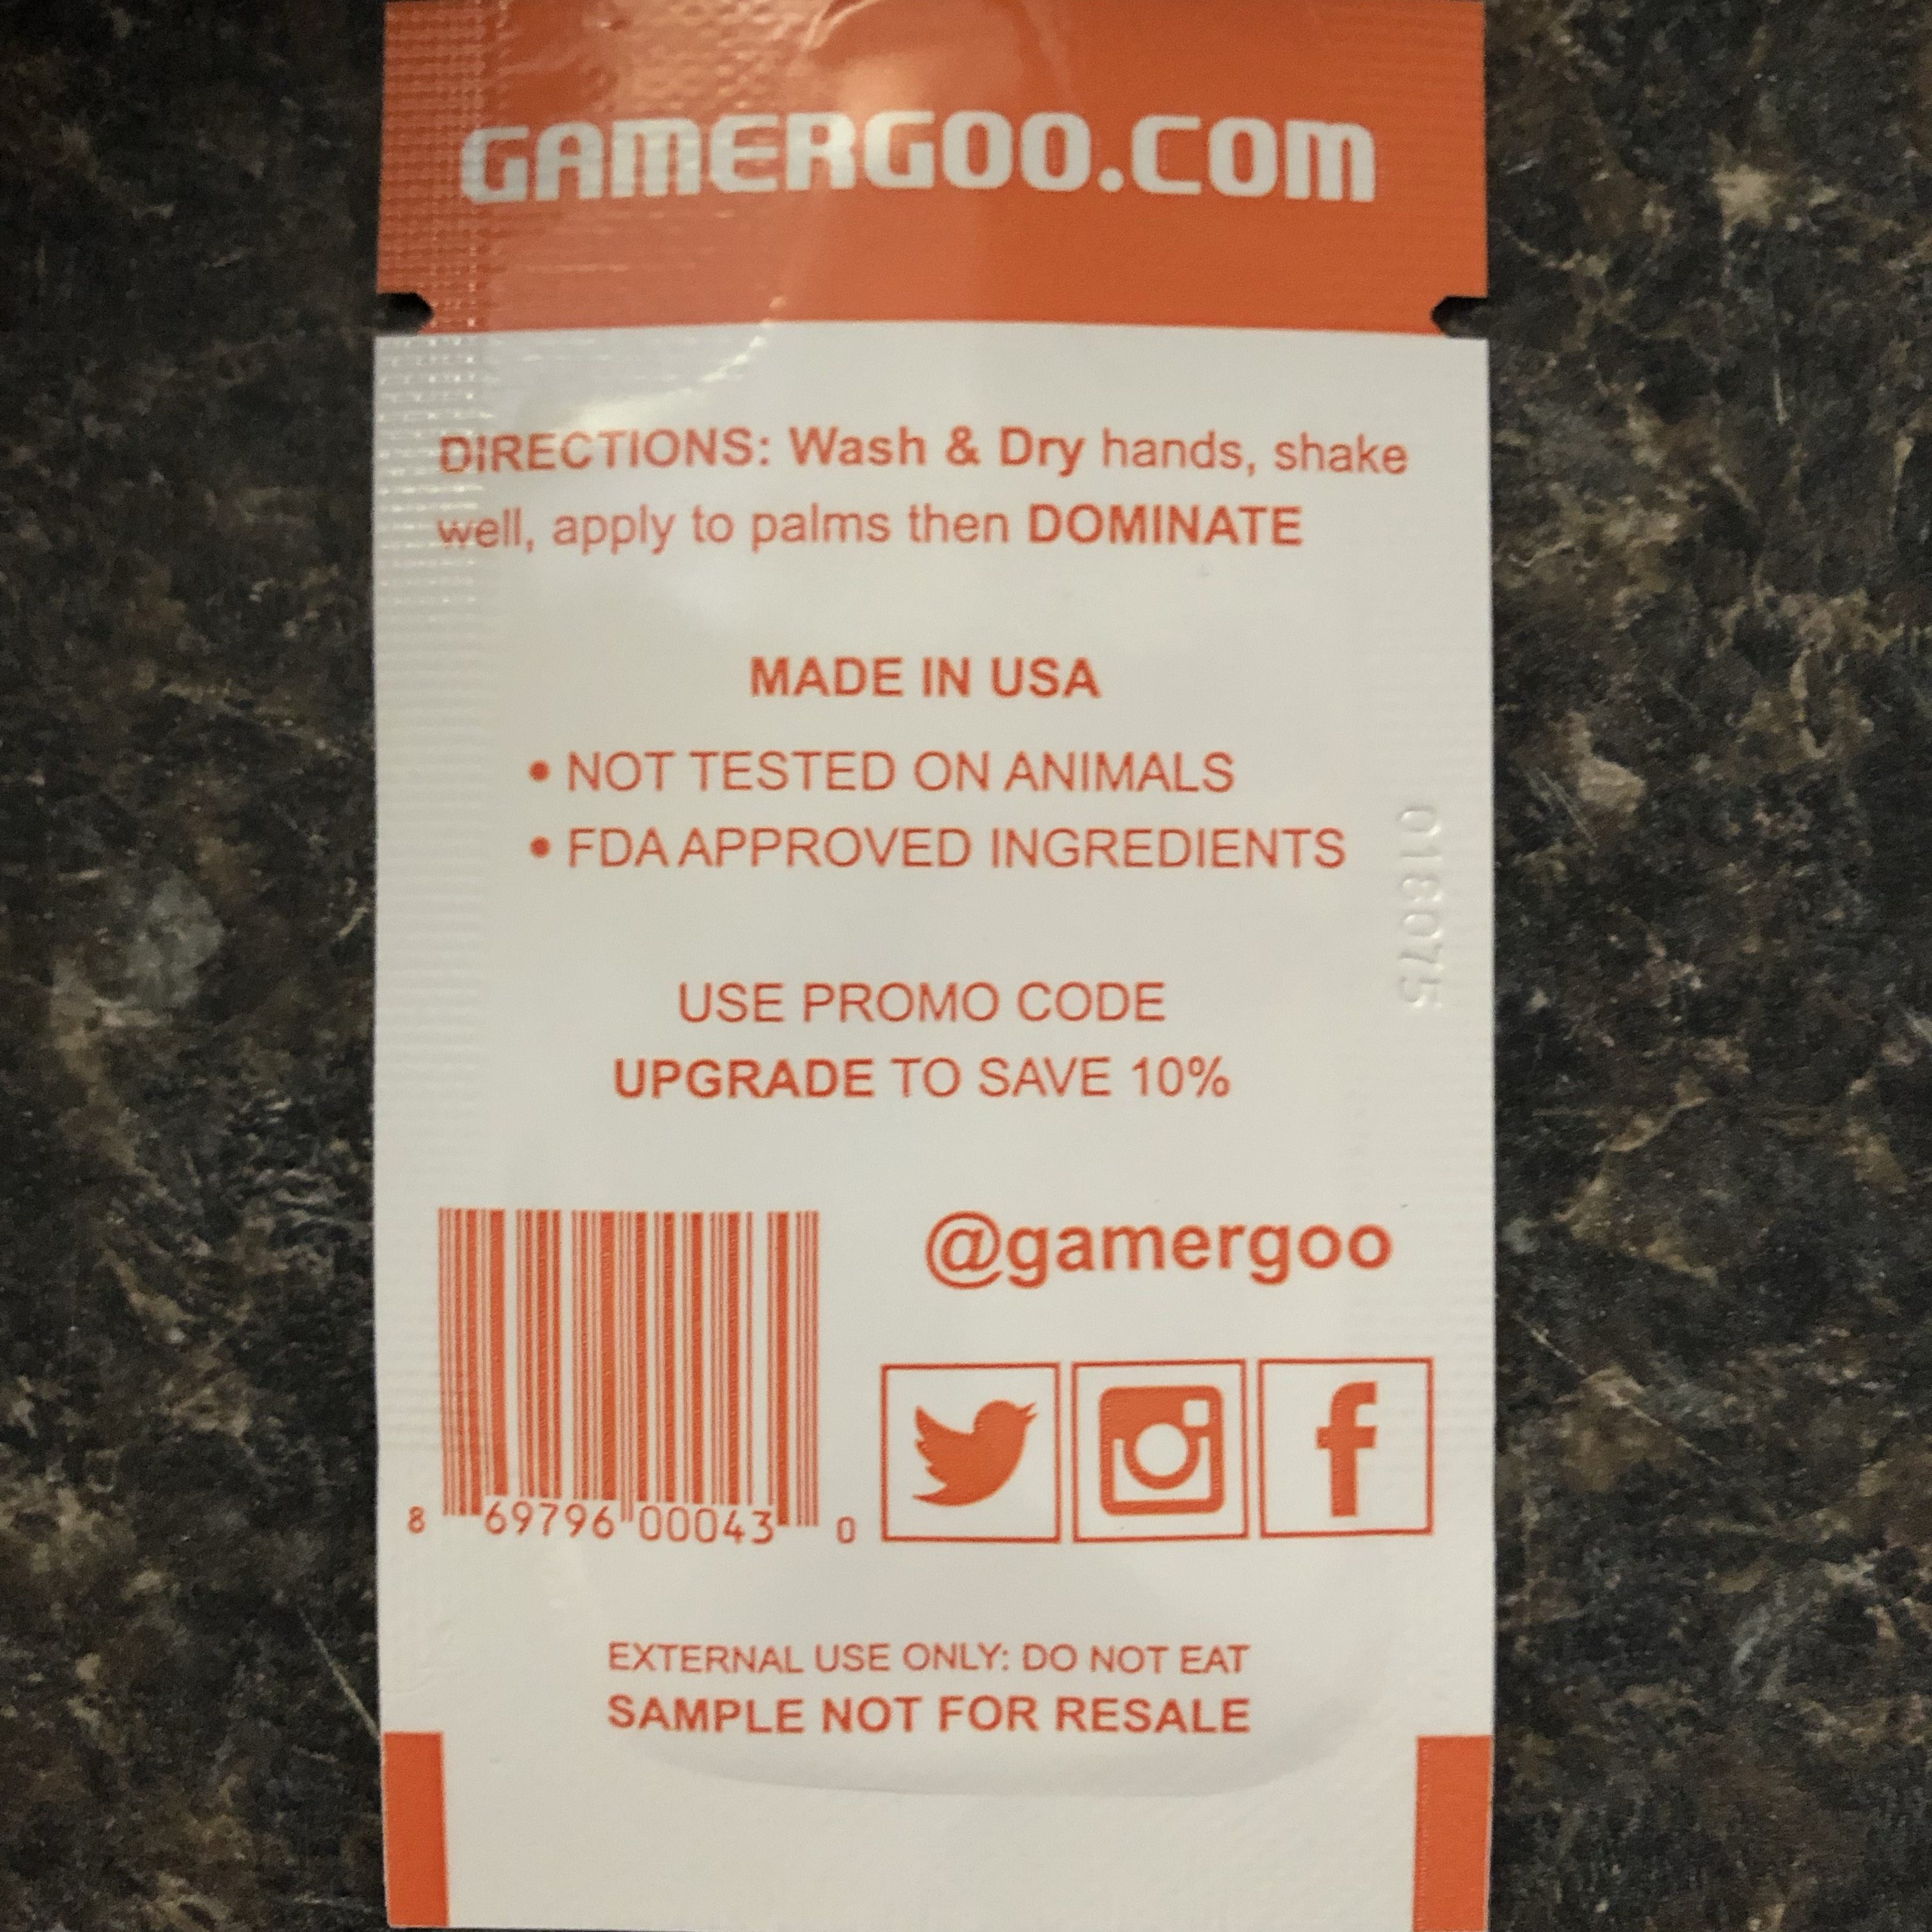 GAMERGOO.COM
DIRECTIONS: Wash & Dry hands, shake
well, apply to palms then DOMINATE
MADE IN USA
• NOT TESTED ON ANIMALS
• FDA APPROVED INGREDIENTS
018075
USE PROMO CODE
UPGRADE TO SAVE 10%
@gamergoo
8 69796 00043 0
EXTERNAL USE ONLY: DO NOT EAT
SAMPLE NOT FOR RESALE